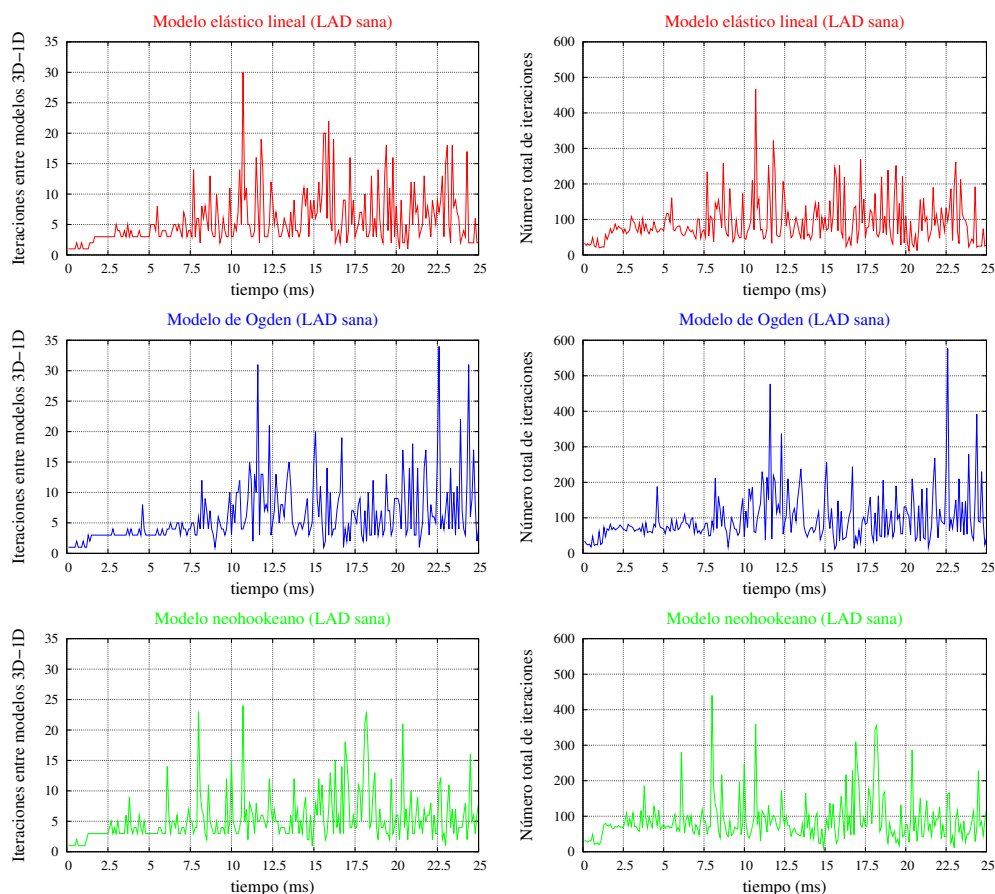 Modelo elástico lineal (LAD sana)
Iteraciones entre modelos 3D−1D
35
30
25
20
15
10
5
0
0 2.5 5 7.5 10 12.5 15 17.5 20 22.5 25
tiempo (ms)
Modelo elástico lineal (LAD sana)
Número total de iteraciones
600
500
400
300
200
100
0
0 2.5 5 7.5 10 12.5 15 17.5 20 22.5 25
tiempo (ms)
Modelo de Ogden (LAD sana)
Iteraciones entre modelos 3D−1D
35
30
25
20
15
10
5
0
0 2.5 5 7.5 10 12.5 15 17.5 20 22.5 25
tiempo (ms)
Modelo de Ogden (LAD sana)
Número total de iteraciones
600
500
400
300
200
100
0
0 2.5 5 7.5 10 12.5 15 17.5 20 22.5 25
tiempo (ms)
Modelo neohookeano (LAD sana)
Iteraciones entre modelos 3D−1D
35
30
25
20
15
10
5
0
0 2.5 5 7.5 10 12.5 15 17.5 20 22.5 25
tiempo (ms)
Modelo neohookeano (LAD sana)
Número total de iteraciones
600
500
400
300
200
100
0
0 2.5 5 7.5 10 12.5 15 17.5 20 22.5 25
tiempo (ms)